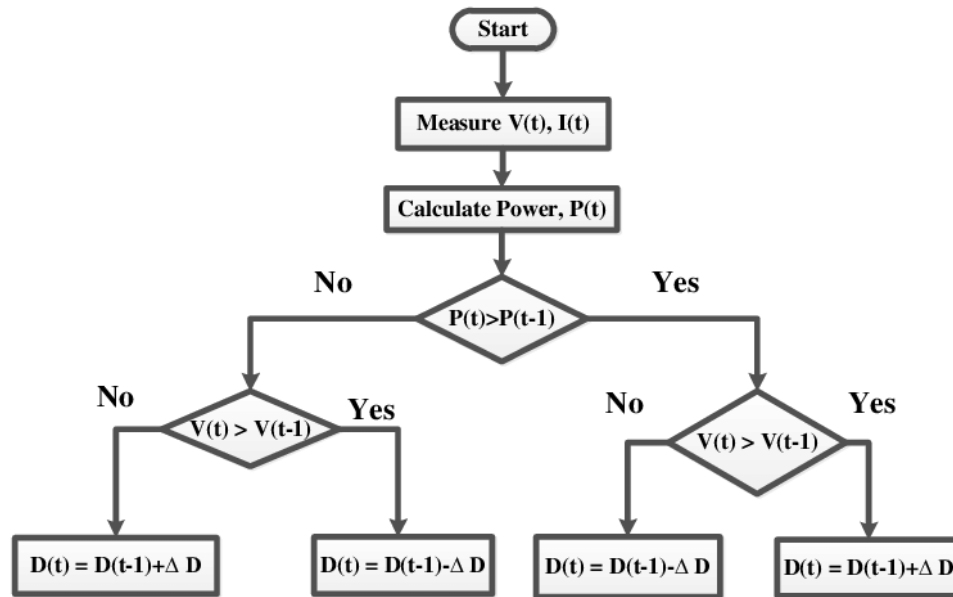 Start
Measure V(t), I(t)
Calculate Power, P(t)
No
Yes
P(t)>P(t-1)
No
Yes
No
Yes
V(t) > V(t-1)
V(t) > V(t-1)
D(t) = D(t-1)+Δ D
D(t) = D(t-1)-Δ D
D(t) = D(t-1)-Δ D
D(t) = D(t-1)+Δ D